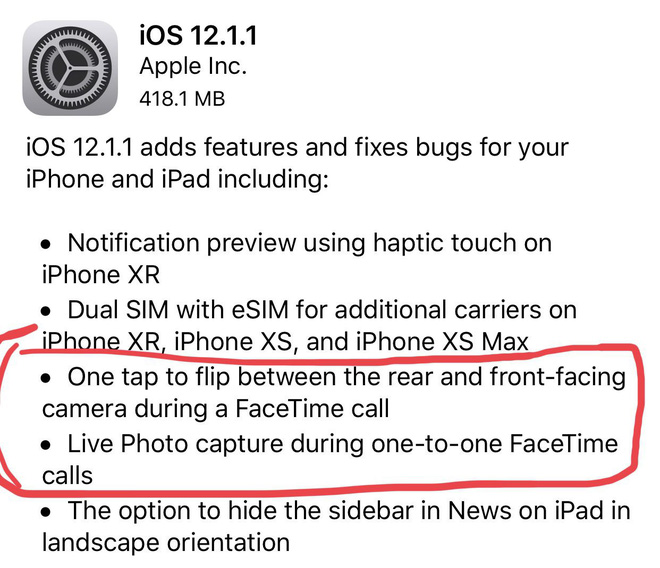 iOS 12.1.1
Apple Inc.
418.1 MB
iOS 12.1.1 adds features and fixes bugs for your
iPhone and iPad including:
• Notification preview using haptic touch on
iPhone XR
• Dual SIM with eSIM for additional carriers on
iPhone XR, iPhone XS, and iPhone XS Max
• One tap to flip between the rear and front-facing
camera during a FaceTime call
• Live Photo capture during one-to-one FaceTime
calls
• The option to hide the sidebar in News on iPad in
landscape orientation